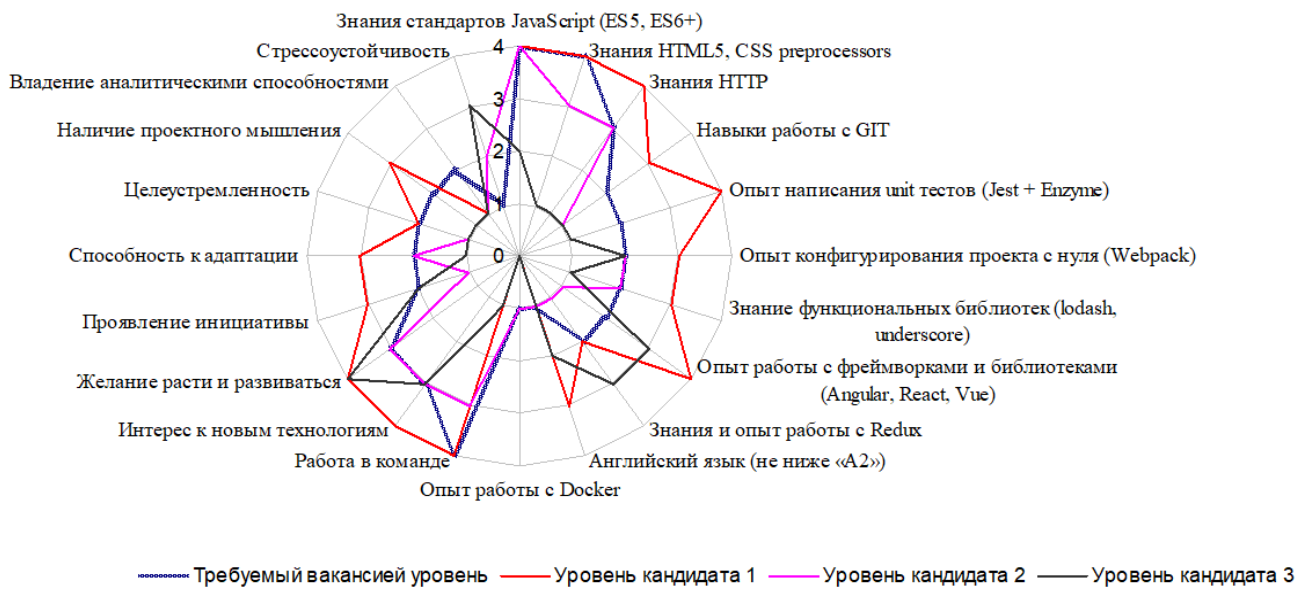 Знания стандартов JavaScript (ES5, ES6+)
Стрессоустойчивость
4
Знания HTML5, CSS preprocessors
Владение аналитическими способностями
Знания HTTP
3
Наличие проектного мышления
Навыки работы с GIT
2
Целеустремленность
Опыт написания unit тестов (Jest + Enzyme)
1
Способность к адаптации
0
Опыт конфигурирования проекта с нуля (Webpack)
Проявление инициативы
Знание функциональных библиотек (lodash,
underscore)
Желание расти и развиваться
Опыт работы с фреймворками и библиотеками
(Angular, React, Vue)
Интерес к новым технологиям
Знания и опыт работы с Redux
Работа в команде
Английский язык (не ниже «A2»)
Опыт работы с Docker
Требуемый вакансией уровень
Уровень кандидата 1
Уровень кандидата 2
Уровень кандидата 3